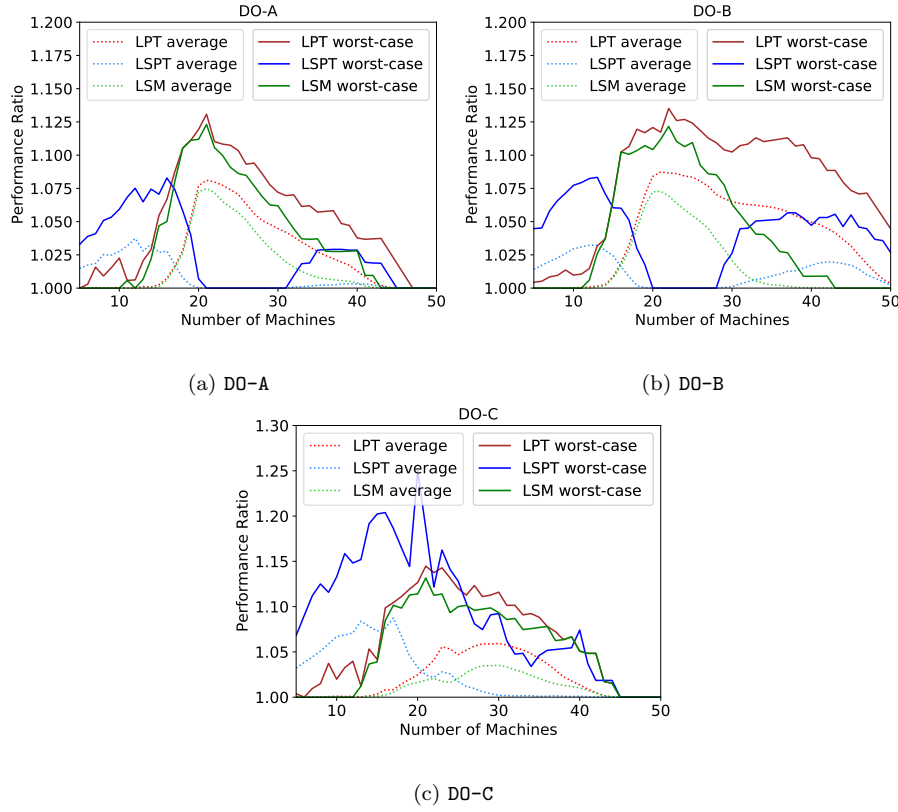 DO-A
1.200
1.175
1.150
1.125
1.100
1.075
1.050
1.025
1.000
Performance Ratio
LPT average
LSPT average
LSM average
LPT worst-case
LSPT worst-case
LSM worst-case
10 20 30 40 50
Number of Machines
(a) DO-A
DO-B
1.200
1.175
1.150
1.125
1.100
1.075
1.050
1.025
1.000
Performance Ratio
LPT average
LSPT average
LSM average
LPT worst-case
LSPT worst-case
LSM worst-case
10 20 30 40 50
Number of Machines
(b) DO-B
DO-C
1.30
1.25
1.20
1.15
1.10
1.05
1.00
Performance Ratio
LPT average
LSPT average
LSM average
LPT worst-case
LSPT worst-case
LSM worst-case
10 20 30 40 50
Number of Machines
(c) DO-C